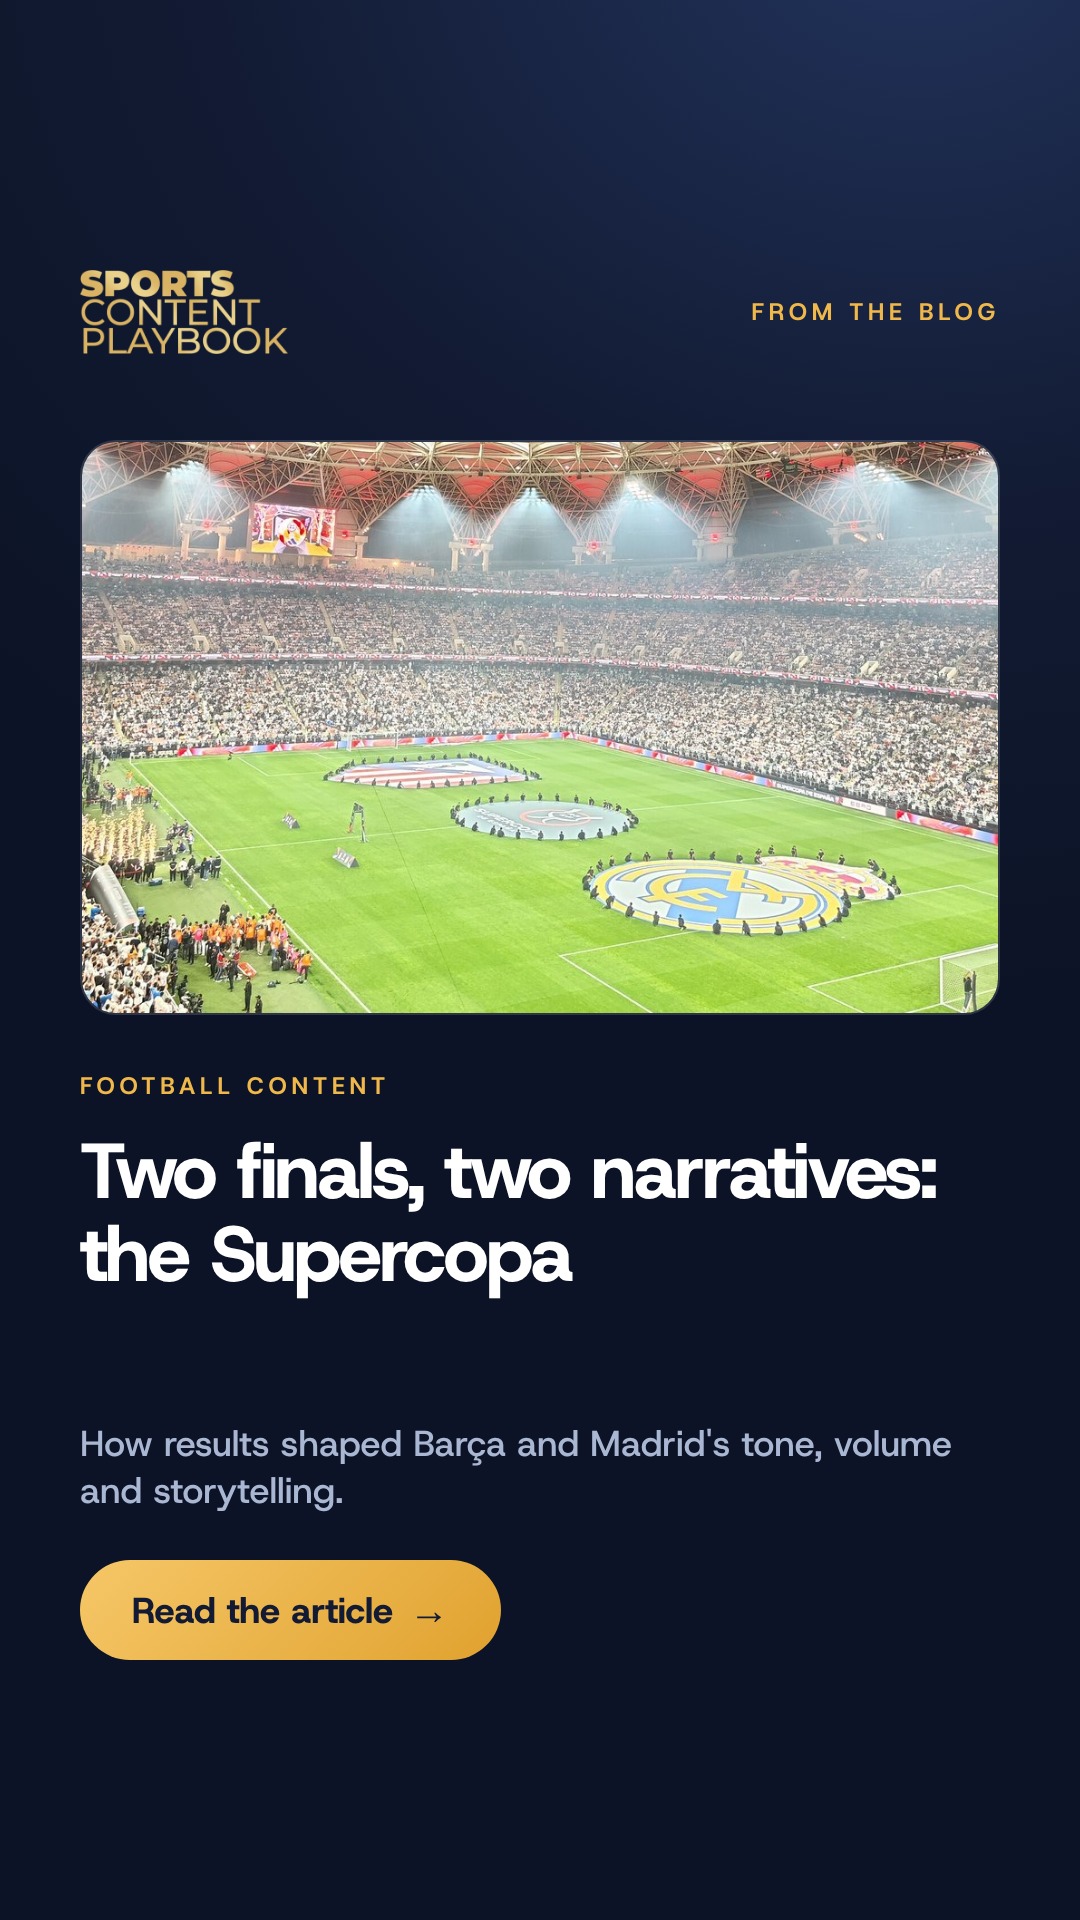 SPORTS
CONTENT
PLAYBOOK
FROM THE BLOG
FOOTBALL CONTENT
Two finals, two narratives:
the Supercopa
How results shaped Barça and Madrid's tone, volume
and storytelling.
Read the article →